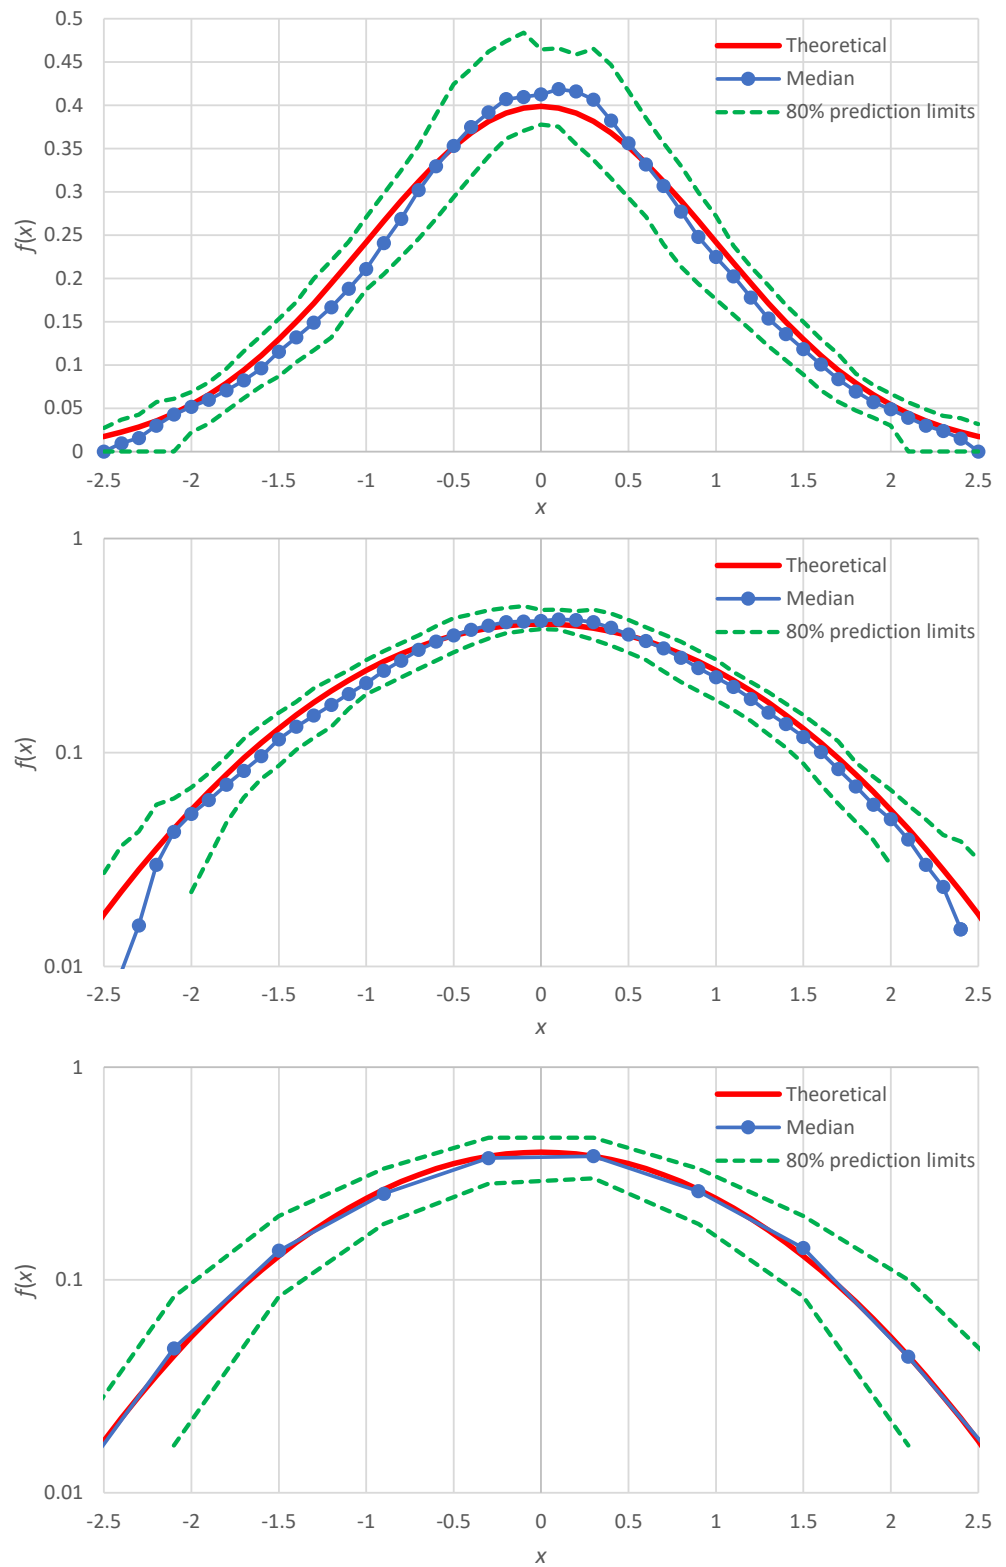 0.5
0.45
0.4
0.35
0.3
0.25
0.2
0.15
0.1
0.05
0
f(x)
Theoretical
Median
80% prediction limits
-2.5 -2 -1.5 -1 -0.5 0 0.5 1 1.5 2 2.5
x
1
0.1
0.01
f(x)
Theoretical
Median
80% prediction limits
-2.5 -2 -1.5 -1 -0.5 0 0.5 1 1.5 2 2.5
x
1
0.1
0.01
f(x)
Theoretical
Median
80% prediction limits
-2.5 -2 -1.5 -1 -0.5 0 0.5 1 1.5 2 2.5
x